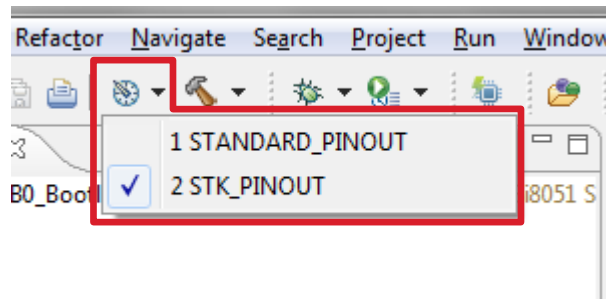 Refactor Navigate Search Project Run Window
1 STANDARD_PINOUT
2 STK_PINOUT
B0_Boot
i8051 S